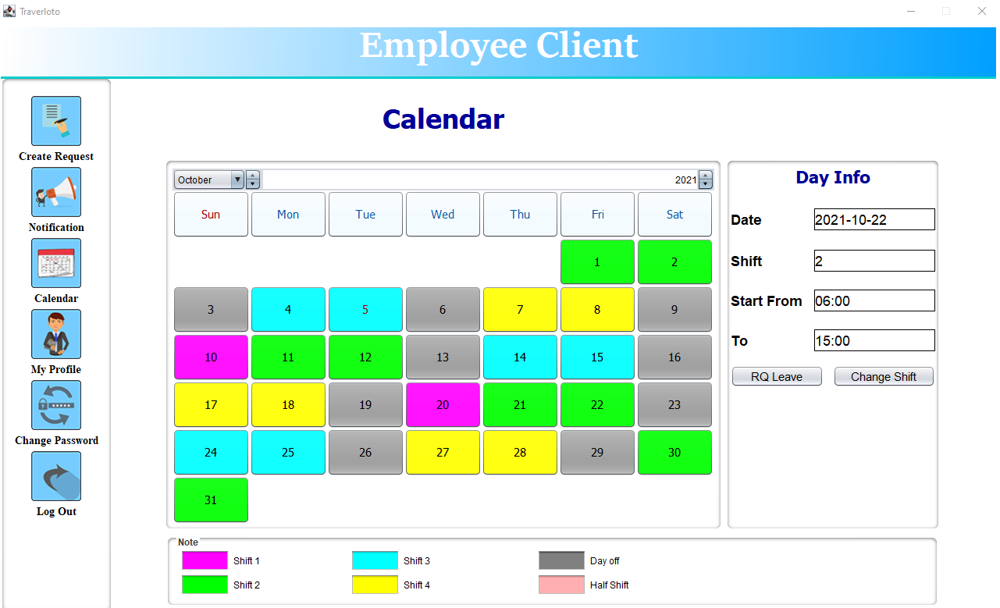 Traverloto
Employee Client
Create Request
Notification
Calendar
My Profile
Change Password
Log Out
Calendar
October 2021
Sun Mon Tue Wed Thu Fri Sat
1 2
3 4 5 6 7 8 9
10 11 12 13 14 15 16
17 18 19 20 21 22 23
24 25 26 27 28 29 30
31
Day Info
Date 2021-10-22
Shift 2
Start From 06:00
To 15:00
RQ Leave Change Shift
Note
Shift 1 Shift 3 Day off
Shift 2 Shift 4 Half Shift